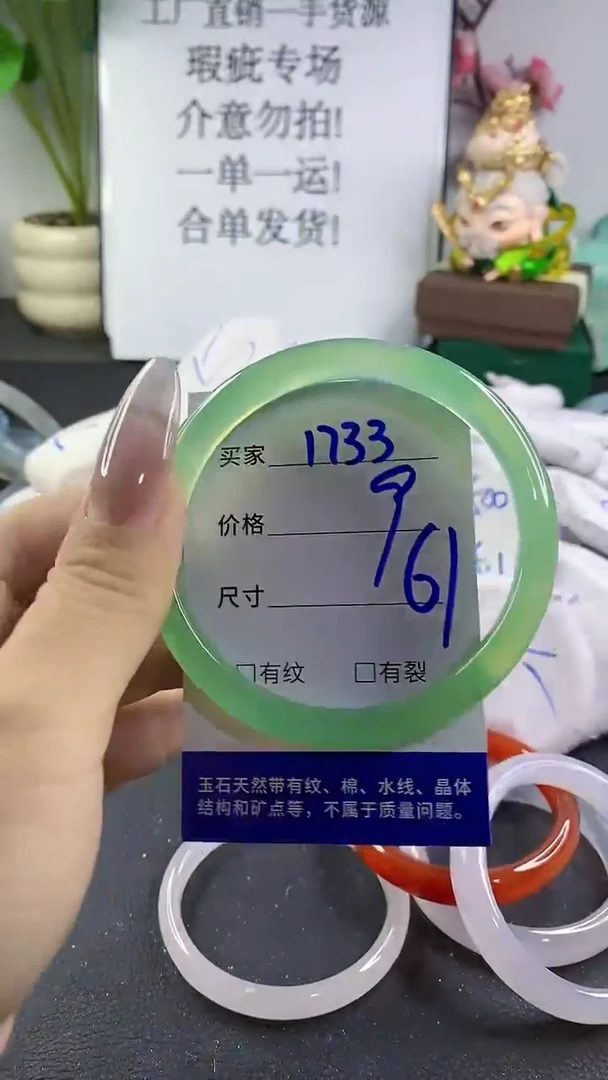 工厂直销一手货源
瑕疵专场
介意勿拍!
一单一运!
合单发货!
买家 1733
价格 9
尺寸 61
□有纹 □有裂
玉石天然带有纹、棉、水线、晶体
结构和矿点等，不属于质量问题。